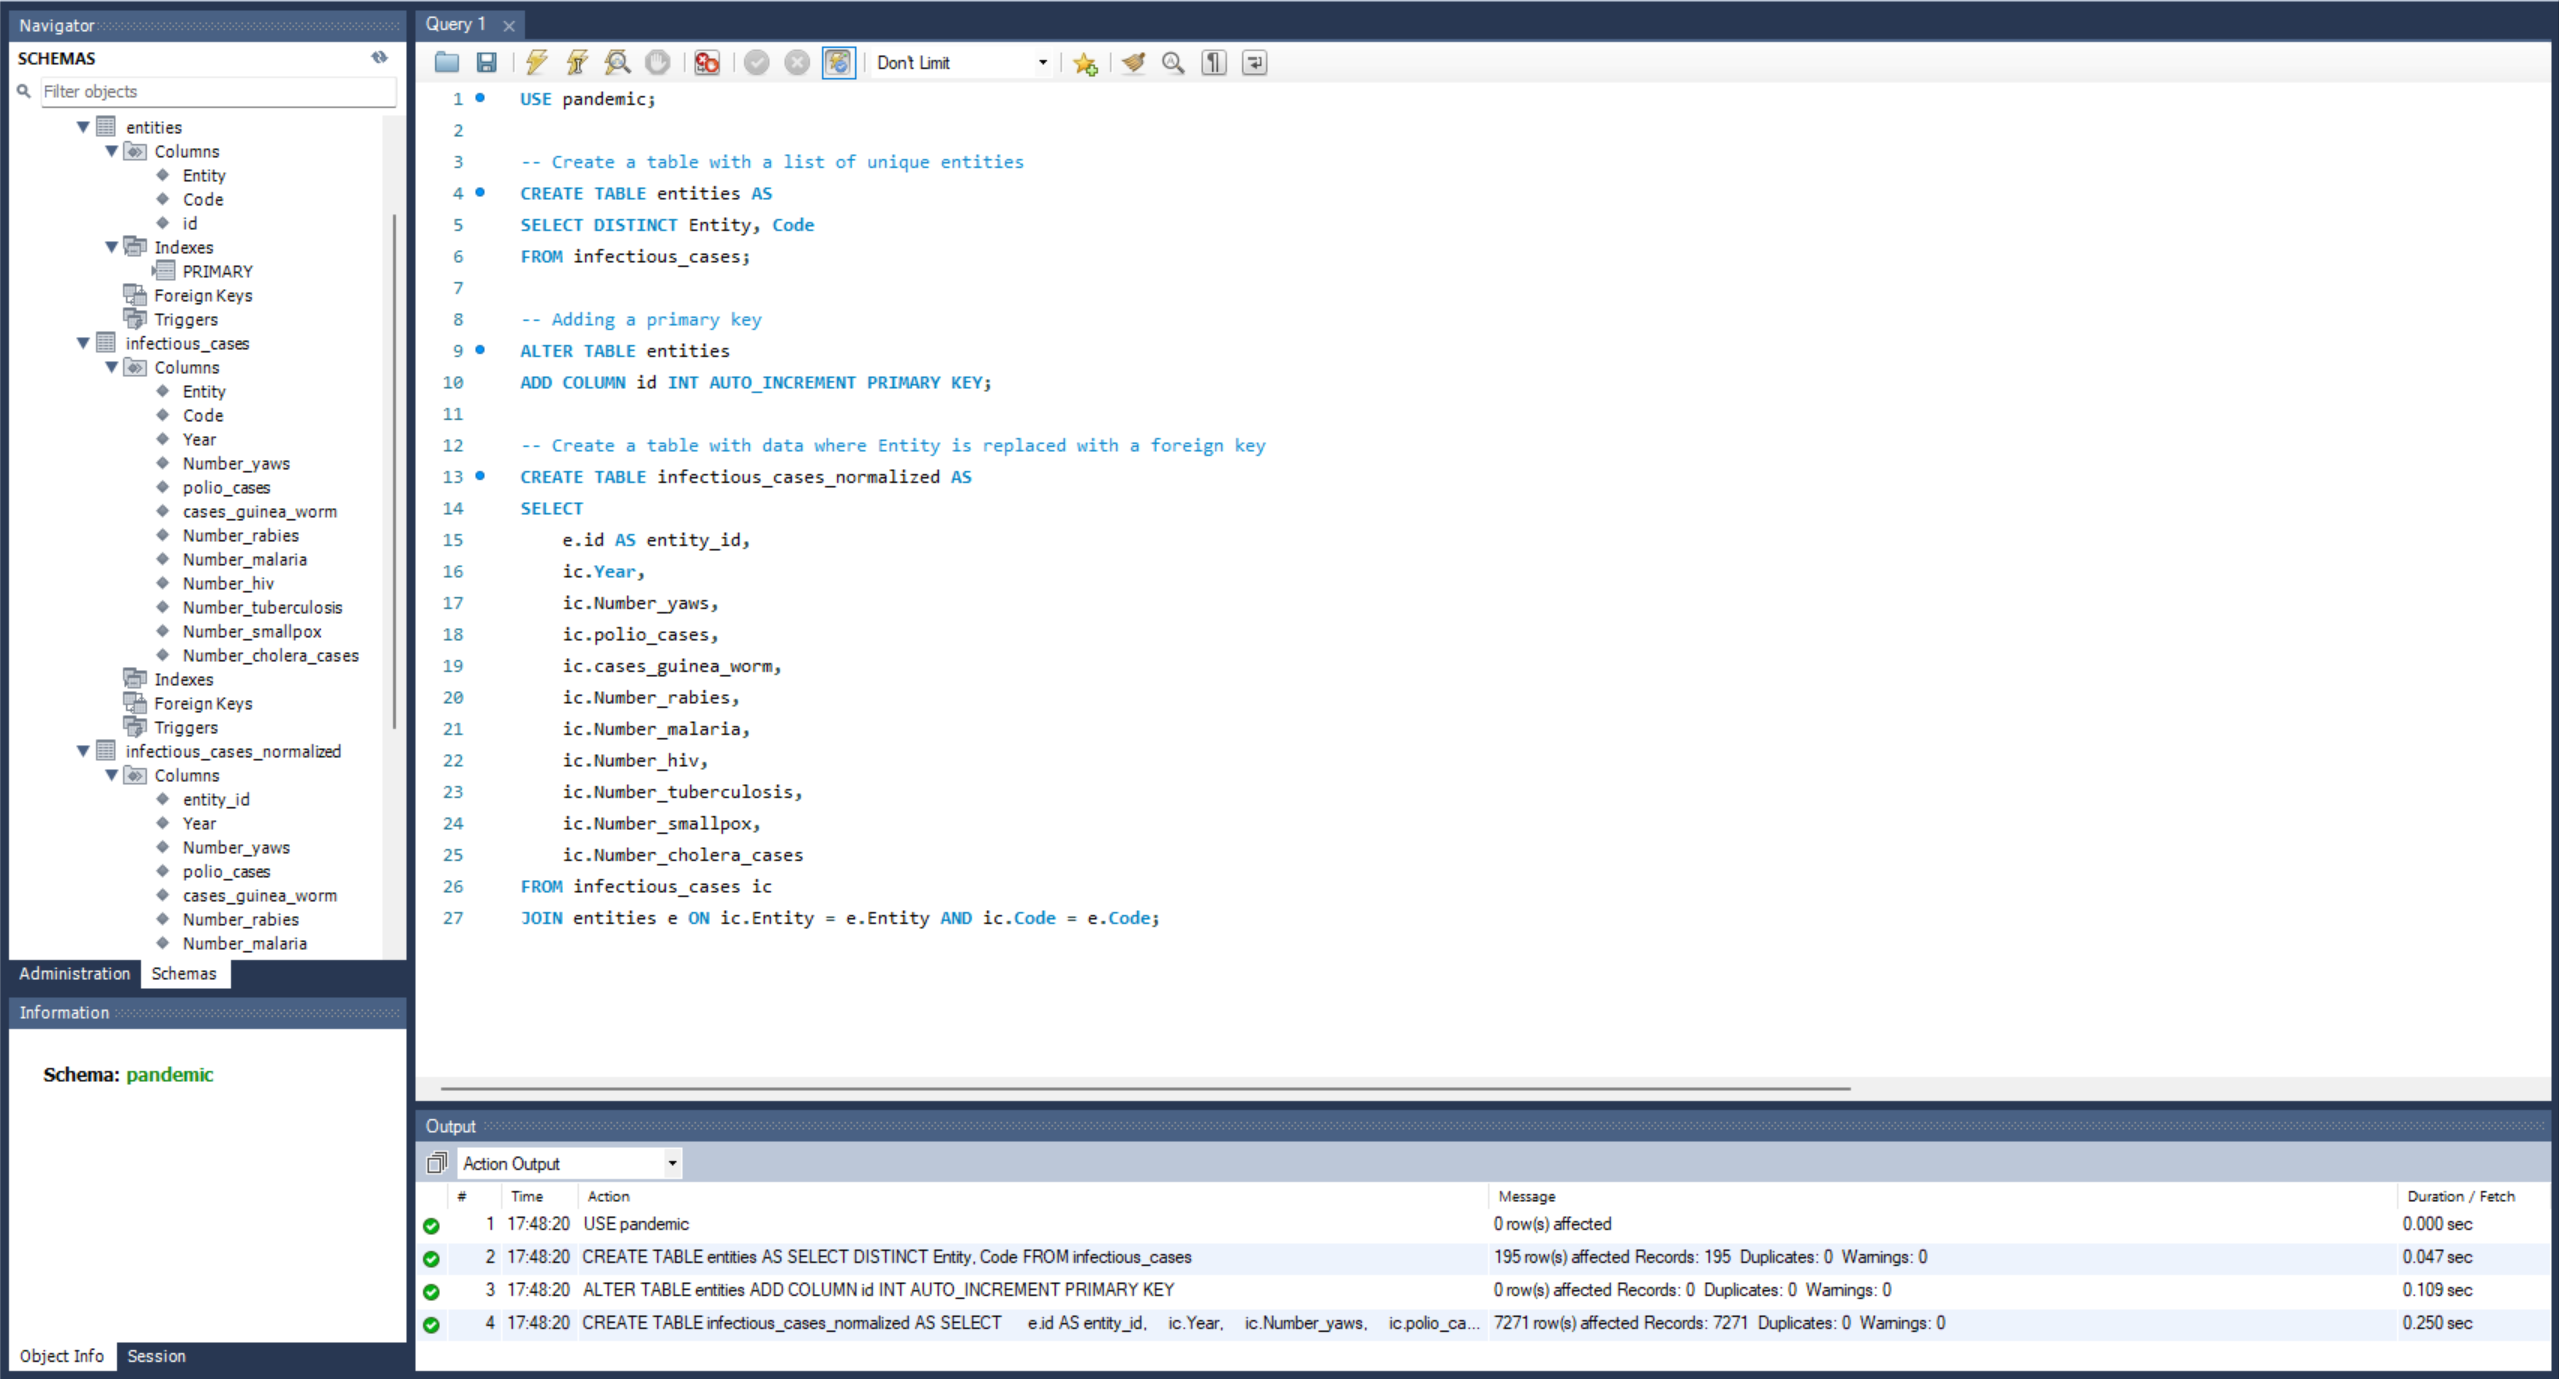 Navigator
SCHEMAS
Filter objects
entities
Columns
Entity
Code
id
Indexes
PRIMARY
Foreign Keys
Triggers
infectious_cases
Columns
Entity
Code
Year
Number_yaws
polio_cases
cases_guinea_worm
Number_rabies
Number_malaria
Number_hiv
Number_tuberculosis
Number_smallpox
Number_cholera_cases
Indexes
Foreign Keys
Triggers
infectious_cases_normalized
Columns
entity_id
Year
Number_yaws
polio_cases
cases_guinea_worm
Number_rabies
Number_malaria
Administration Schemas
Information
Schema: pandemic
Object Info Session
Query 1
Don't Limit
1 USE pandemic;
2
3 -- Create a table with a list of unique entities
4 CREATE TABLE entities AS
5 SELECT DISTINCT Entity, Code
6 FROM infectious_cases;
7
8 -- Adding a primary key
9 ALTER TABLE entities
10 ADD COLUMN id INT AUTO_INCREMENT PRIMARY KEY;
11
12 -- Create a table with data where Entity is replaced with a foreign key
13 CREATE TABLE infectious_cases_normalized AS
14 SELECT
15 e.id AS entity_id,
16 ic.Year,
17 ic.Number_yaws,
18 ic.polio_cases,
19 ic.cases_guinea_worm,
20 ic.Number_rabies,
21 ic.Number_malaria,
22 ic.Number_hiv,
23 ic.Number_tuberculosis,
24 ic.Number_smallpox,
25 ic.Number_cholera_cases
26 FROM infectious_cases ic
27 JOIN entities e ON ic.Entity = e.Entity AND ic.Code = e.Code;
Output
Action Output
# Time Action Message Duration / Fetch
1 17:48:20 USE pandemic 0 row(s) affected 0.000 sec
2 17:48:20 CREATE TABLE entities AS SELECT DISTINCT Entity, Code FROM infectious_cases 195 row(s) affected Records: 195 Duplicates: 0 Warnings: 0 0.047 sec
3 17:48:20 ALTER TABLE entities ADD COLUMN id INT AUTO_INCREMENT PRIMARY KEY 0 row(s) affected Records: 0 Duplicates: 0 Warnings: 0 0.109 sec
4 17:48:20 CREATE TABLE infectious_cases_normalized AS SELECT e.id AS entity_id, ic.Year, ic.Number_yaws, ic.polio_ca... 7271 row(s) affected Records: 7271 Duplicates: 0 Warnings: 0 0.250 sec